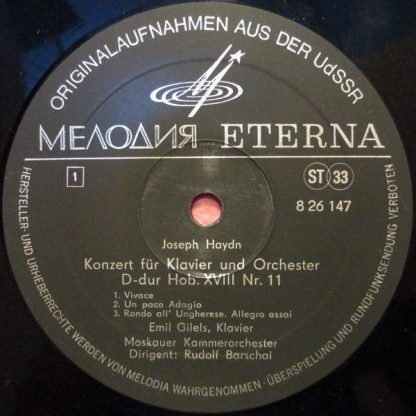 ORIGINALAUFNAHMEN AUS DER UdSSR
МЕЛОДИЯ ETERNA
1
ST 33
8 26 147
Joseph Haydn
Konzert für Klavier und Orchester
D-dur Hob. XVIII Nr. 11
1. Vivace
2. Un poco Adagio
3. Rondo all' Ungherese. Allegro assai
Emil Gilels, Klavier
Moskauer Kammerorchester
Dirigent: Rudolf Barschai
HERSTELLER- UND URHEBERRECHTE WERDEN VON MELODIA WAHRGENOMMEN · ÜBERSPIELUNG UND RUNDFUNKSENDUNG VERBOTEN